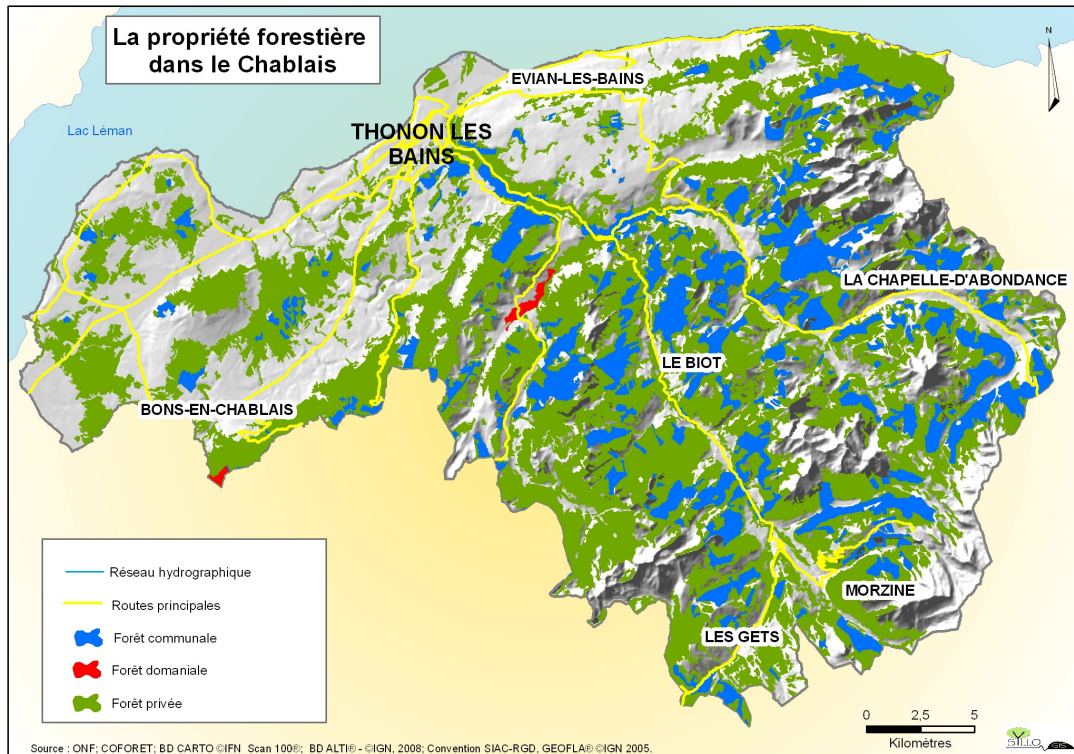 La propriété forestière
dans le Chablais
N
EVIAN-LES-BAINS
Lac Léman
THONON LES
BAINS
LA CHAPELLE-D'ABONDANCE
LE BIOT
BONS-EN-CHABLAIS
MORZINE
LES GETS
Réseau hydrographique
Routes principales
Forêt communale
Forêt domaniale
Forêt privée
0 2,5 5
Kilomètres
Source : ONF; COFORET; BD CARTO ©IFN Scan 100®; BD ALTI® - ©IGN, 2008; Convention SIAC-RGD, GEOFLA® ©IGN 2005.